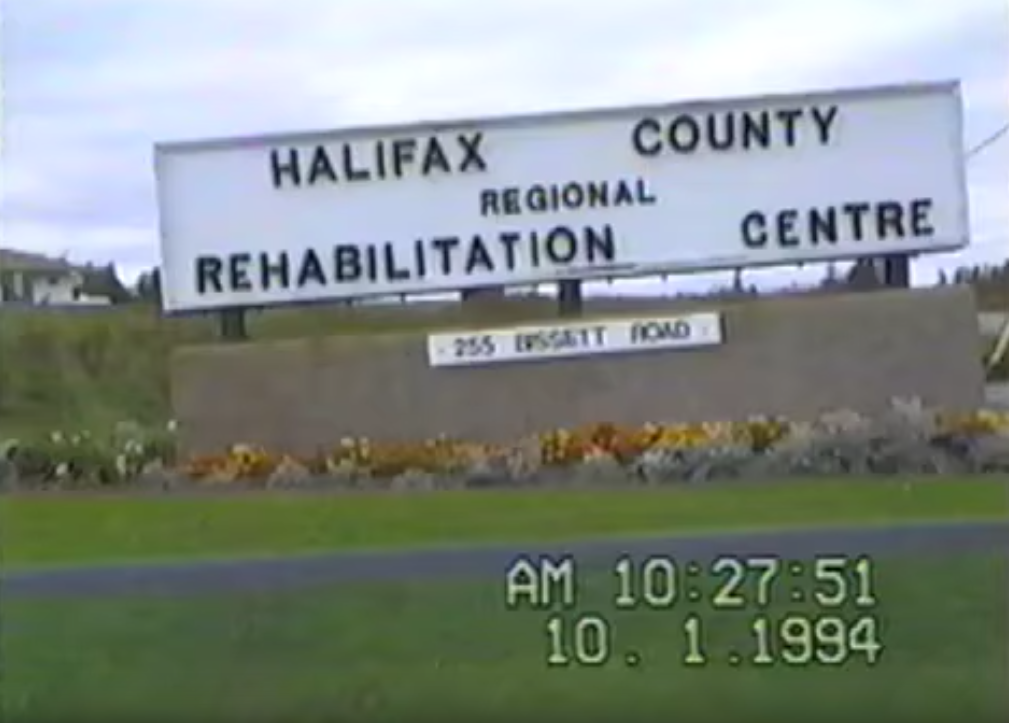 HALIFAX COUNTY
REGIONAL
REHABILITATION CENTRE
- 255 BISSETT ROAD -
AM 10:27:51
10. 1.1994